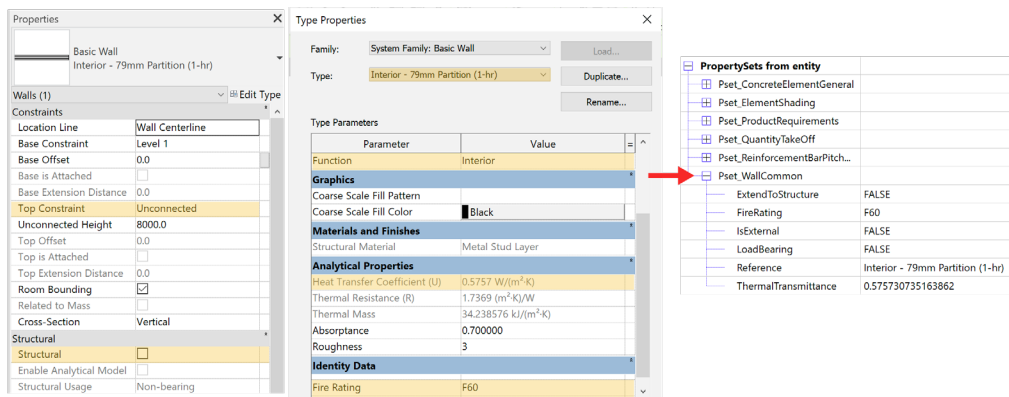 Properties
Basic Wall
Interior - 79mm Partition (1-hr)
Walls (1)
Edit Type
Constraints
Location Line Wall Centerline
Base Constraint Level 1
Base Offset 0.0
Base is Attached
Base Extension Distance 0.0
Top Constraint Unconnected
Unconnected Height 8000.0
Top Offset 0.0
Top is Attached
Top Extension Distance 0.0
Room Bounding
Related to Mass
Cross-Section Vertical
Structural
Structural
Enable Analytical Model
Structural Usage Non-bearing
Type Properties
Family: System Family: Basic Wall Load...
Type: Interior - 79mm Partition (1-hr) Duplicate...
Rename...
Type Parameters
Parameter Value =
Function Interior
Graphics
Coarse Scale Fill Pattern
Coarse Scale Fill Color Black
Materials and Finishes
Structural Material Metal Stud Layer
Analytical Properties
Heat Transfer Coefficient (U) 0.5757 W/(m²·K)
Thermal Resistance (R) 1.7369 (m²·K)/W
Thermal Mass 34.238576 kJ/(m²·K)
Absorptance 0.700000
Roughness 3
Identity Data
Fire Rating F60
PropertySets from entity
Pset_ConcreteElementGeneral
Pset_ElementShading
Pset_ProductRequirements
Pset_QuantityTakeOff
Pset_ReinforcementBarPitch...
Pset_WallCommon
ExtendToStructure FALSE
FireRating F60
IsExternal FALSE
LoadBearing FALSE
Reference Interior - 79mm Partition (1-hr)
ThermalTransmittance 0.575730735163862